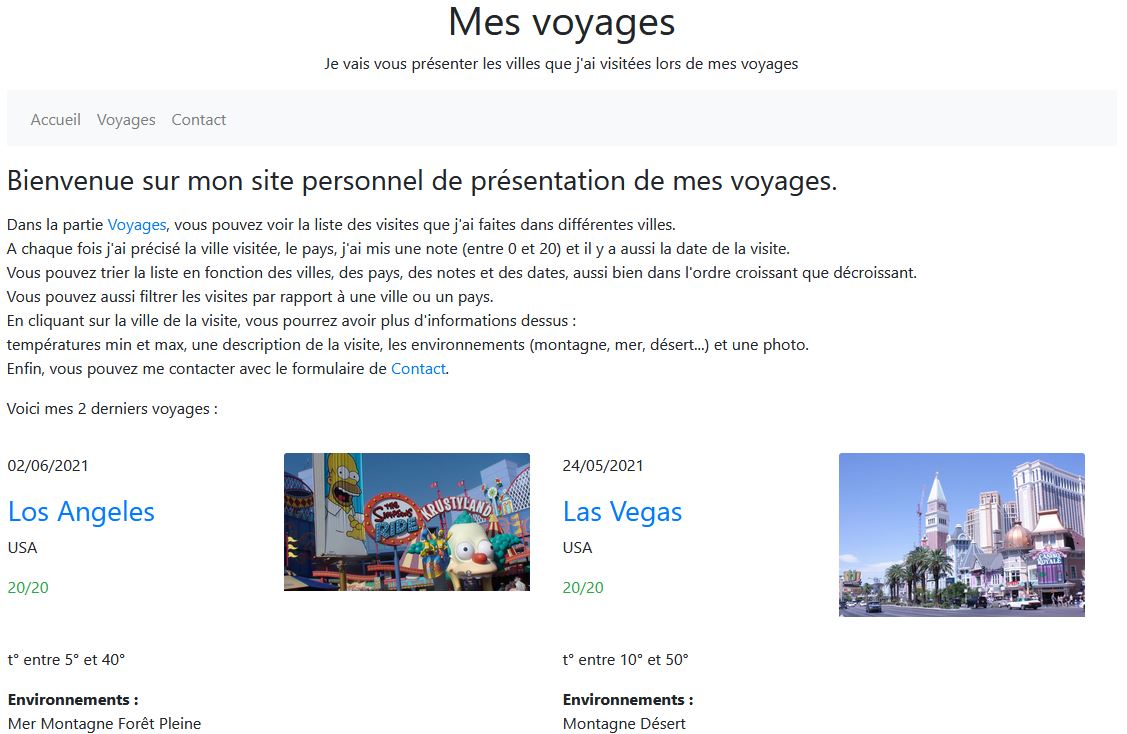 Mes voyages
Je vais vous présenter les villes que j'ai visitées lors de mes voyages
Accueil Voyages Contact
Bienvenue sur mon site personnel de présentation de mes voyages.
Dans la partie Voyages, vous pouvez voir la liste des visites que j'ai faites dans différentes villes.
A chaque fois j'ai précisé la ville visitée, le pays, j'ai mis une note (entre 0 et 20) et il y a aussi la date de la visite.
Vous pouvez trier la liste en fonction des villes, des pays, des notes et des dates, aussi bien dans l'ordre croissant que décroissant.
Vous pouvez aussi filtrer les visites par rapport à une ville ou un pays.
En cliquant sur la ville de la visite, vous pourrez avoir plus d'informations dessus :
températures min et max, une description de la visite, les environnements (montagne, mer, désert...) et une photo.
Enfin, vous pouvez me contacter avec le formulaire de Contact.
Voici mes 2 derniers voyages :
02/06/2021
Los Angeles
USA
20/20
t° entre 5° et 40°
Environnements :
Mer Montagne Forêt Pleine
THE
Simpsons
RIDE
KRUSTYLAND
24/05/2021
Las Vegas
USA
20/20
t° entre 10° et 50°
Environnements :
Montagne Désert
CASINO
ROYALE